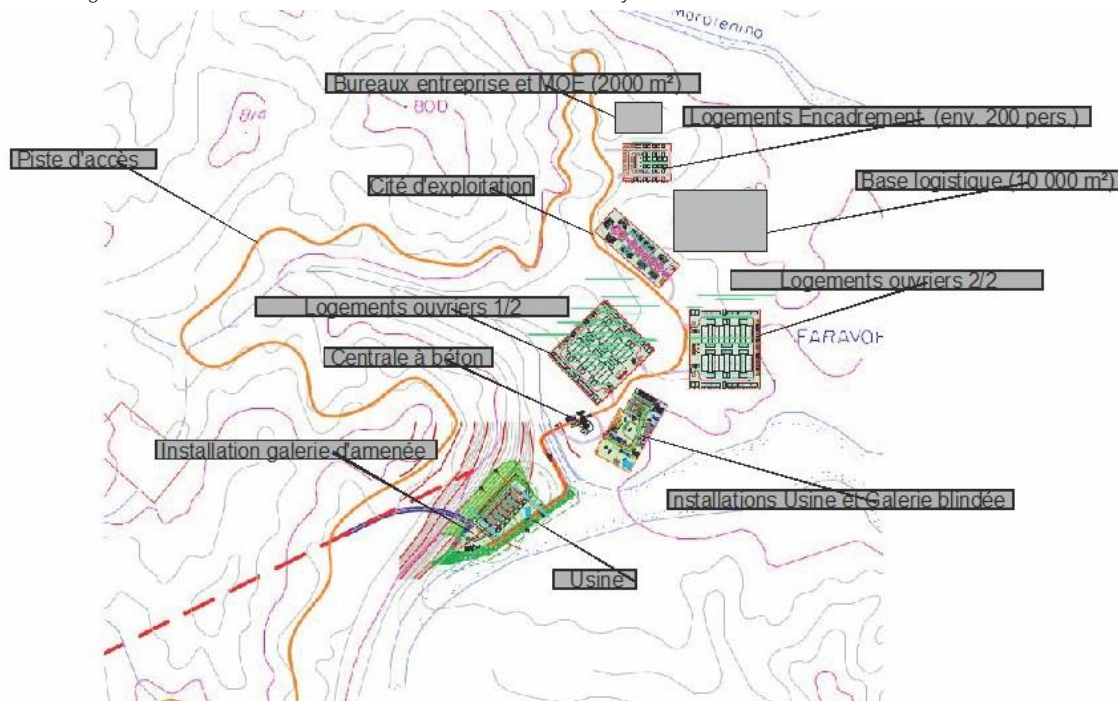 Marolenino
Bureaux entreprise et MOE (2000 m²)
800
Logements Encadrement (env. 200 pers.)
Piste d'accès
Cité d'exploitation
Base logistique (10 000 m²)
Logements ouvriers 2/2
Logements ouvriers 1/2
FARAVOH
Centrale à béton
Installation galerie d'amenée
nstallations Usine et Galerie blindée
Usine